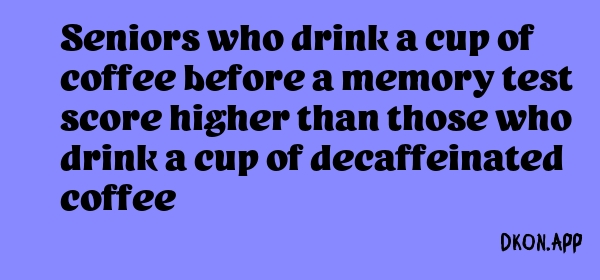 Seniors who drink a cup of
coffee before a memory test
score higher than those who
drink a cup of decaffeinated
coffee
DKON.APP